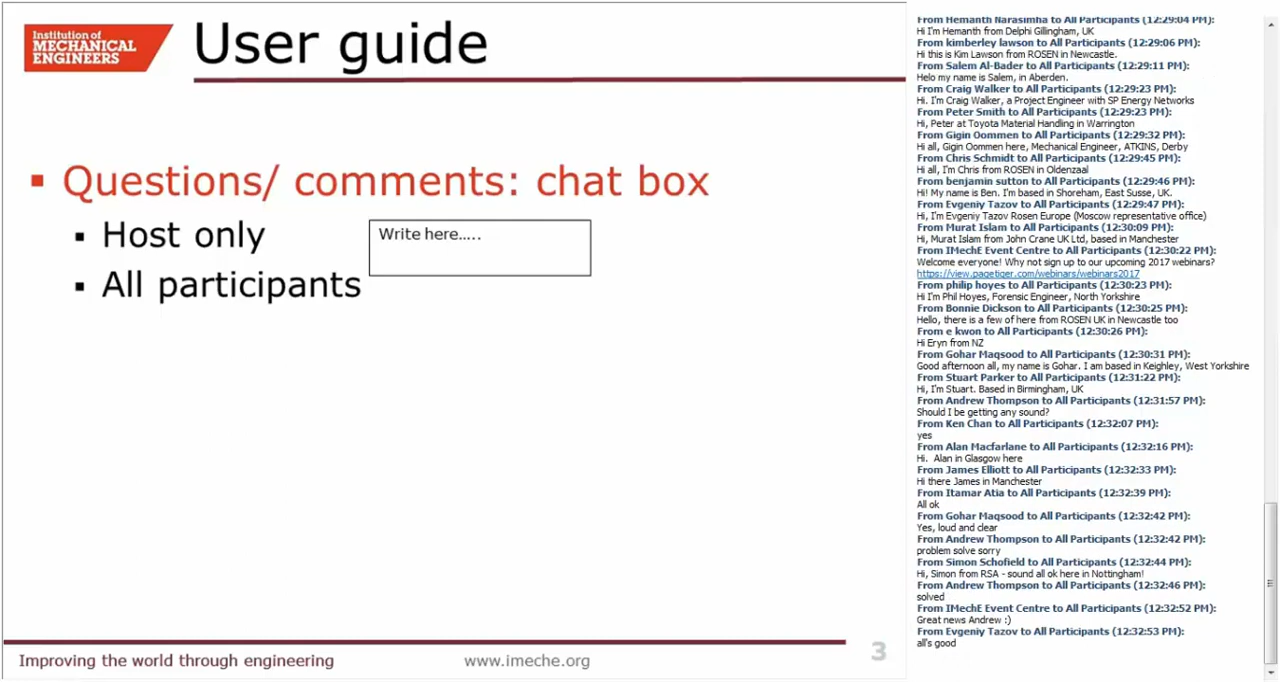 Institution of
MECHANICAL
ENGINEERS
User guide
Questions/ comments: chat box
Host only
Write here.....
All participants
Improving the world through engineering
www.imeche.org
3
From Hemanth Narasimha to All Participants (12:29:04 PM):
Hi I'm Hemanth from Delphi Gillingham, UK
From kimberley lawson to All Participants (12:29:06 PM):
Hi this is Kim Lawson from ROSEN in Newcastle.
From Salem Al-Bader to All Participants (12:29:11 PM):
Helo my name is Salem, in Aberden.
From Craig Walker to All Participants (12:29:23 PM):
Hi. I'm Craig Walker, a Project Engineer with SP Energy Networks
From Peter Smith to All Participants (12:29:23 PM):
Hi, Peter at Toyota Material Handling in Warrington
From Gigin Oommen to All Participants (12:29:32 PM):
Hi all, Gigin Oommen here, Mechanical Engineer, ATKINS, Derby
From Chris Schmidt to All Participants (12:29:45 PM):
Hi all, I'm Chris from ROSEN in Oldenzaal
From benjamin sutton to All Participants (12:29:46 PM):
Hi! My name is Ben. I'm based in Shoreham, East Susse, UK.
From Evgeniy Tazov to All Participants (12:29:47 PM):
Hi, I'm Evgeniy Tazov Rosen Europe (Moscow representative office)
From Murat Islam to All Participants (12:30:09 PM):
Hi, Murat Islam from John Crane UK Ltd, based in Manchester
From IMechE Event Centre to All Participants (12:30:22 PM):
Welcome everyone! Why not sign up to our upcoming 2017 webinars?
https://view.pagetiger.com/webinars/webinars2017
From philip hoyes to All Participants (12:30:23 PM):
Hi I'm Phil Hoyes, Forensic Engineer, North Yorkshire
From Bonnie Dickson to All Participants (12:30:25 PM):
Hello, there is a few of here from ROSEN UK in Newcastle too
From e kwon to All Participants (12:30:26 PM):
Hi Eryn from NZ
From Gohar Maqsood to All Participants (12:30:31 PM):
Good afternoon all, my name is Gohar. I am based in Keighley, West Yorkshire
From Stuart Parker to All Participants (12:31:22 PM):
Hi, I'm Stuart. Based in Birmingham, UK
From Andrew Thompson to All Participants (12:31:57 PM):
Should I be getting any sound?
From Ken Chan to All Participants (12:32:07 PM):
yes
From Alan Macfarlane to All Participants (12:32:16 PM):
Hi. Alan in Glasgow here
From James Elliott to All Participants (12:32:33 PM):
Hi there James in Manchester
From Itamar Atia to All Participants (12:32:39 PM):
All ok
From Gohar Maqsood to All Participants (12:32:42 PM):
Yes, loud and clear
From Andrew Thompson to All Participants (12:32:42 PM):
problem solve sorry
From Simon Schofield to All Participants (12:32:44 PM):
Hi, Simon from RSA - sound all ok here in Nottingham!
From Andrew Thompson to All Participants (12:32:46 PM):
solved
From IMechE Event Centre to All Participants (12:32:52 PM):
Great news Andrew :)
From Evgeniy Tazov to All Participants (12:32:53 PM):
all's good